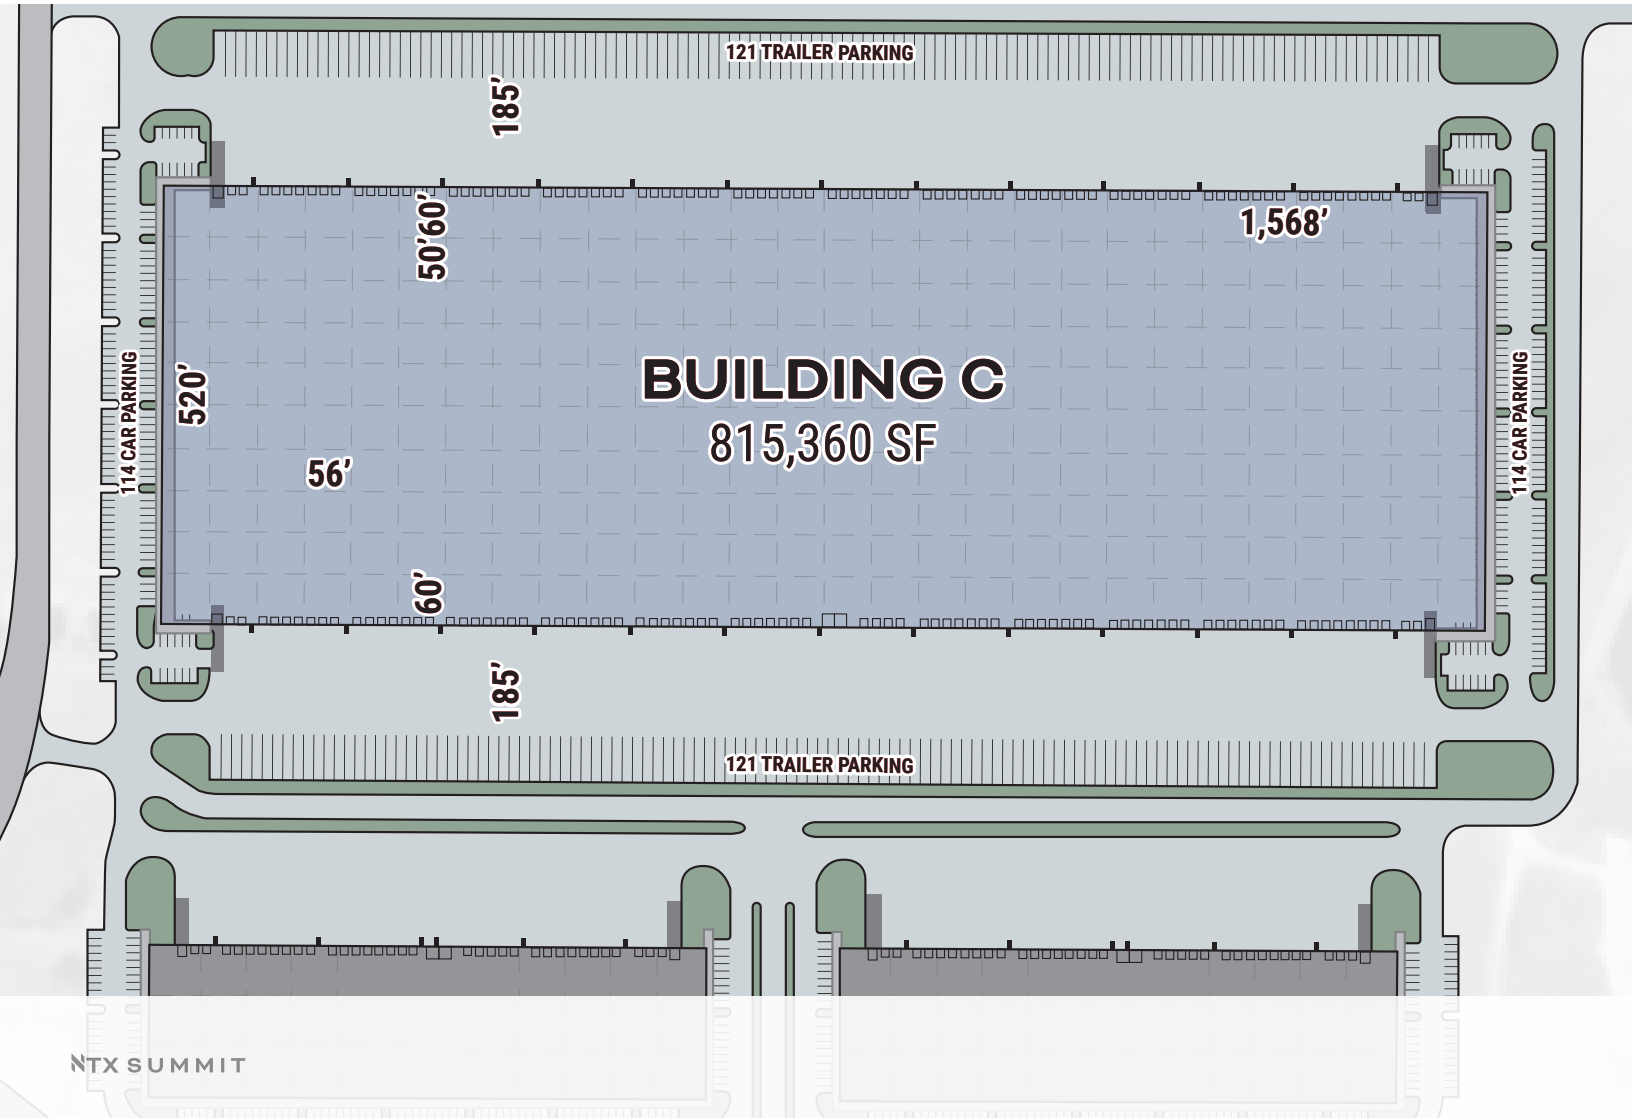 121 TRAILER PARKING
185’
50’ 60’
1,568’
BUILDING C
815,360 SF
520’
114 CAR PARKING
114 CAR PARKING
56’
60’
185’
121 TRAILER PARKING
NTX SUMMIT